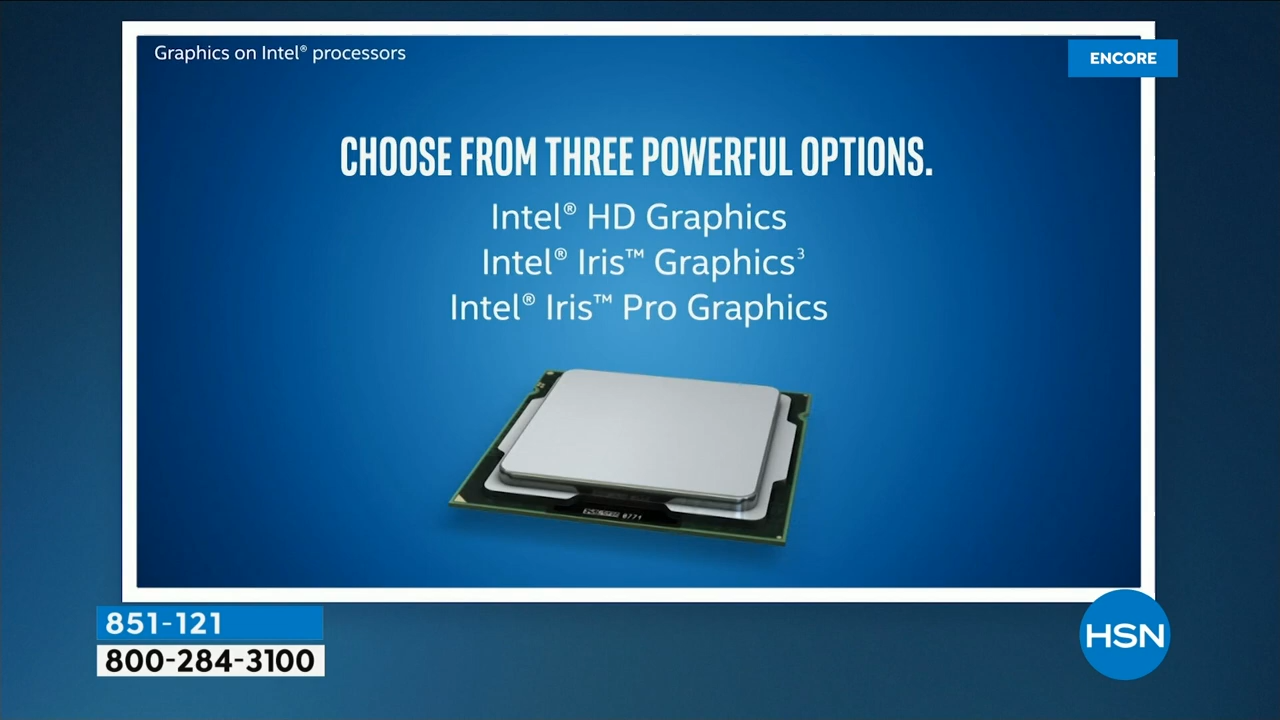 Graphics on Intel® processors
ENCORE
CHOOSE FROM THREE POWERFUL OPTIONS.
Intel® HD Graphics
Intel® Iris™ Graphics³
Intel® Iris™ Pro Graphics
851-121
800-284-3100
HSN